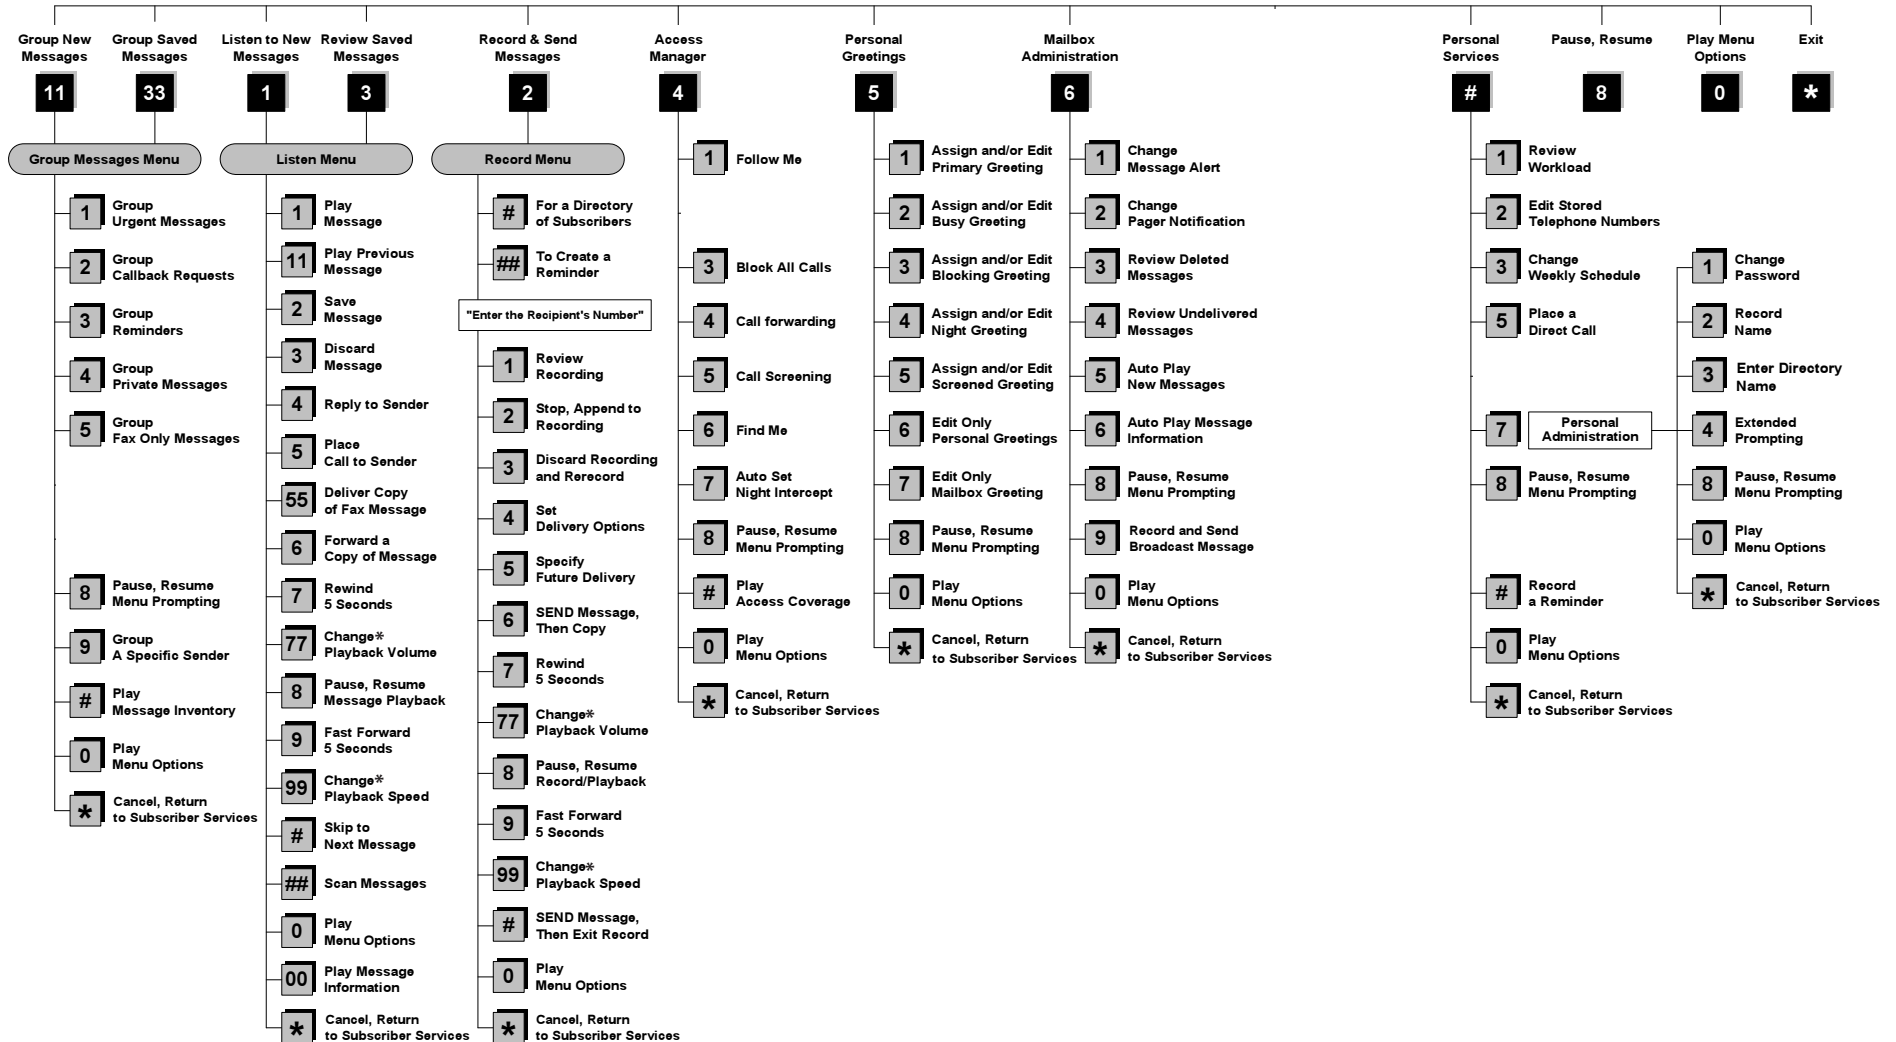 Group New
Messages
11
Group Saved
Messages
33
Group Messages Menu
1
Group
Urgent Messages
2
Group
Callback Requests
3
Group
Reminders
4
Group
Private Messages
5
Group
Fax Only Messages
8
Pause, Resume
Menu Prompting
9
Group
A Specific Sender
#
Play
Message Inventory
0
Play
Menu Options
*
Cancel, Return
to Subscriber Services
Listen to New
Messages
1
Review Saved
Messages
3
Listen Menu
1
Play
Message
11
Play Previous
Message
2
Save
Message
3
Discard
Message
4
Reply to Sender
5
Place
Call to Sender
55
Deliver Copy
of Fax Message
6
Forward a
Copy of Message
7
Rewind
5 Seconds
77
Change*
Playback Volume
8
Pause, Resume
Message Playback
9
Fast Forward
5 Seconds
99
Change*
Playback Speed
#
Skip to
Next Message
##
Scan Messages
0
Play
Menu Options
00
Play Message
Information
*
Cancel, Return
to Subscriber Services
Record & Send
Messages
2
Record Menu
#
For a Directory
of Subscribers
##
To Create a
Reminder
"Enter the Recipient's Number"
1
Review
Recording
2
Stop, Append to
Recording
3
Discard Recording
and Rerecord
4
Set
Delivery Options
5
Specify
Future Delivery
6
SEND Message,
Then Copy
7
Rewind
5 Seconds
77
Change*
Playback Volume
8
Pause, Resume
Record/Playback
9
Fast Forward
5 Seconds
99
Change*
Playback Speed
#
SEND Message,
Then Exit Record
0
Play
Menu Options
*
Cancel, Return
to Subscriber Services
Access
Manager
4
1
Follow Me
3
Block All Calls
4
Call forwarding
5
Call Screening
6
Find Me
7
Auto Set
Night Intercept
8
Pause, Resume
Menu Prompting
#
Play
Access Coverage
0
Play
Menu Options
*
Cancel, Return
to Subscriber Services
Personal
Greetings
5
1
Assign and/or Edit
Primary Greeting
2
Assign and/or Edit
Busy Greeting
3
Assign and/or Edit
Blocking Greeting
4
Assign and/or Edit
Night Greeting
5
Assign and/or Edit
Screened Greeting
6
Edit Only
Personal Greetings
7
Edit Only
Mailbox Greeting
8
Pause, Resume
Menu Prompting
0
Play
Menu Options
*
Cancel, Return
to Subscriber Services
Mailbox
Administration
6
1
Change
Message Alert
2
Change
Pager Notification
3
Review Deleted
Messages
4
Review Undelivered
Messages
5
Auto Play
New Messages
6
Auto Play Message
Information
8
Pause, Resume
Menu Prompting
9
Record and Send
Broadcast Message
0
Play
Menu Options
*
Cancel, Return
to Subscriber Services
Personal
Services
#
1
Review
Workload
2
Edit Stored
Telephone Numbers
3
Change
Weekly Schedule
5
Place a
Direct Call
7
Personal
Administration
8
Pause, Resume
Menu Prompting
#
Record
a Reminder
0
Play
Menu Options
*
Cancel, Return
to Subscriber Services
Pause, Resume
8
Play Menu
Options
0
Exit
*
1
Change
Password
2
Record
Name
3
Enter Directory
Name
4
Extended
Prompting
8
Pause, Resume
Menu Prompting
0
Play
Menu Options
*
Cancel, Return
to Subscriber Services